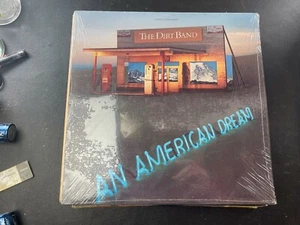 THE DIRT BAND
AN AMERICAN DREAM